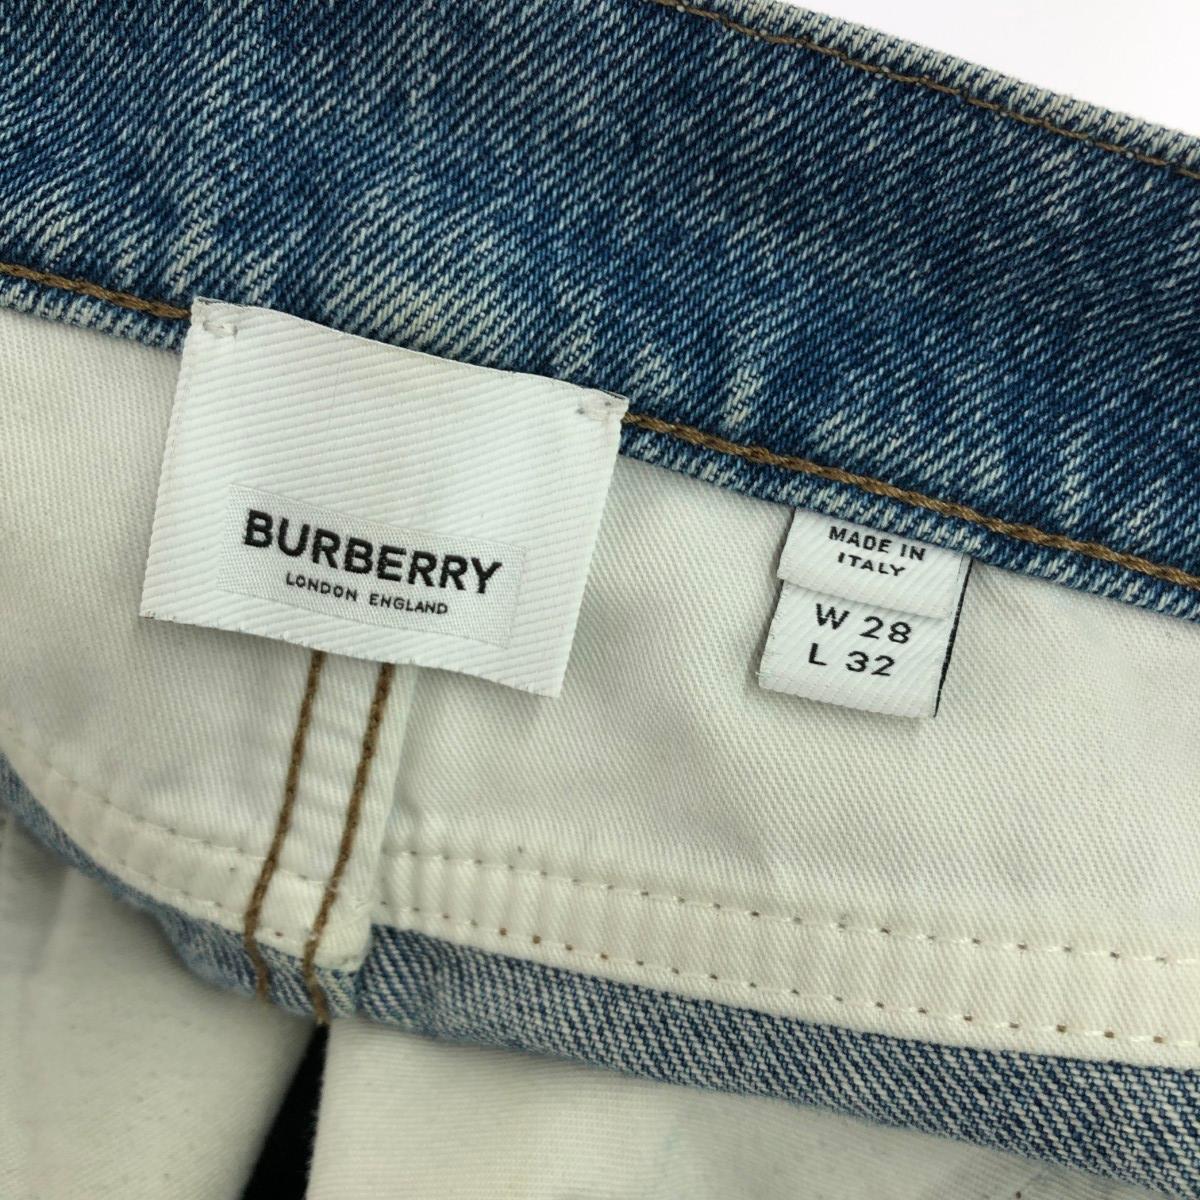 BURBERRY
LONDON ENGLAND
MADE IN
ITALY
W 28
L 32